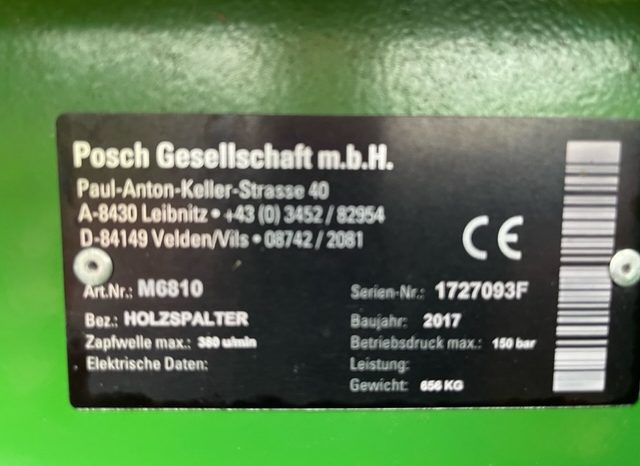 Posch Gesellschaft m.b.H.
Paul-Anton-Keller-Strasse 40
A-8430 Leibnitz • +43 (0) 3452 / 82954
D-84149 Velden/Vils • 08742 / 2081
CE
Art.Nr.: M6810 Serien-Nr.: 1727093F
Bez.: HOLZSPALTER Baujahr: 2017
Zapfwelle max.: 380 u/min Betriebsdruck max.: 150 bar
Elektrische Daten: Leistung:
Gewicht: 656 KG